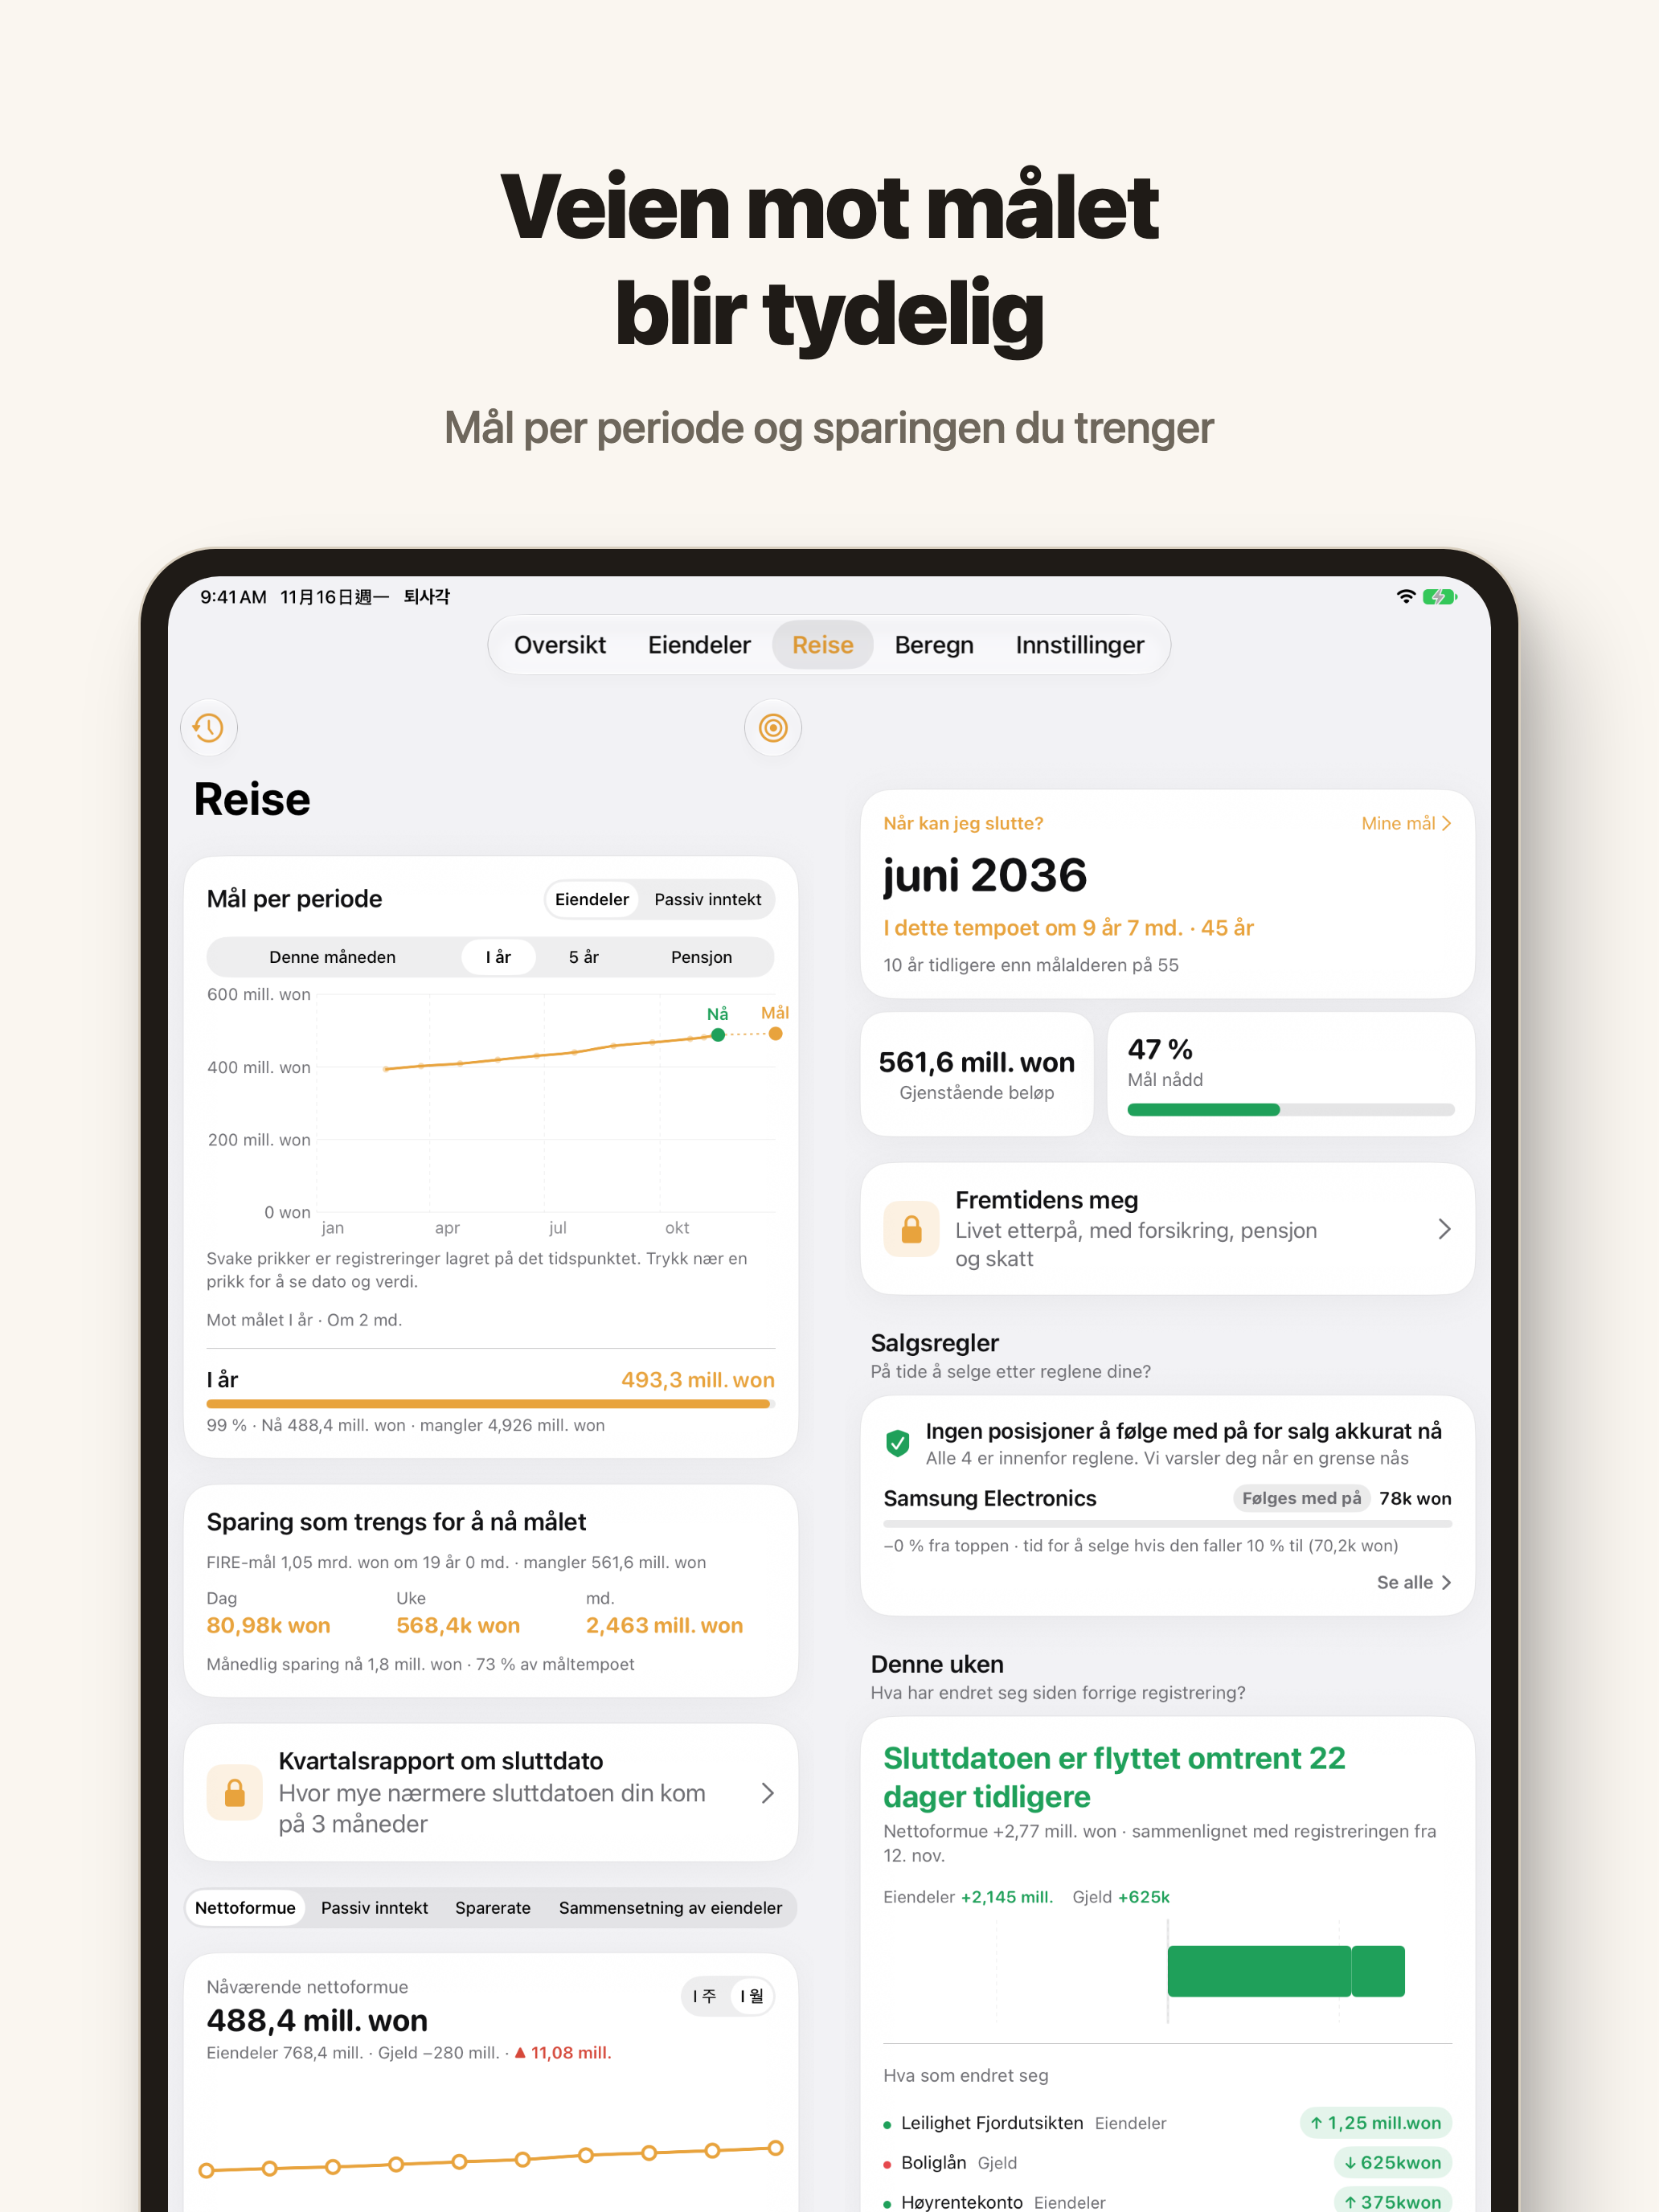 Veien mot målet
blir tydelig
Mål per periode og sparingen du trenger
9:41 AM 11月16日週一 퇴사각
Oversikt Eiendeler Reise Beregn Innstillinger
Reise
Mål per periode Eiendeler Passiv inntekt
Denne måneden I år 5 år Pensjon
600 mill. won
Nå Mål
400 mill. won
200 mill. won
0 won
jan apr jul okt
Svake prikker er registreringer lagret på det tidspunktet. Trykk nær en
prikk for å se dato og verdi.
Mot målet I år · Om 2 md.
I år 493,3 mill. won
99 % · Nå 488,4 mill. won · mangler 4,926 mill. won
Sparing som trengs for å nå målet
FIRE-mål 1,05 mrd. won om 19 år 0 md. · mangler 561,6 mill. won
Dag Uke md.
80,98k won 568,4k won 2,463 mill. won
Månedlig sparing nå 1,8 mill. won · 73 % av måltempoet
Kvartalsrapport om sluttdato
Hvor mye nærmere sluttdatoen din kom
på 3 måneder
Nettoformue Passiv inntekt Sparerate Sammensetning av eiendeler
Nåværende nettoformue
1 주 1 월
488,4 mill. won
Eiendeler 768,4 mill. · Gjeld −280 mill. · ▲ 11,08 mill.
Når kan jeg slutte? Mine mål
juni 2036
I dette tempoet om 9 år 7 md. · 45 år
10 år tidligere enn målalderen på 55
561,6 mill. won
Gjenstående beløp
47 %
Mål nådd
Fremtidens meg
Livet etterpå, med forsikring, pensjon
og skatt
Salgsregler
På tide å selge etter reglene dine?
Ingen posisjoner å følge med på for salg akkurat nå
Alle 4 er innenfor reglene. Vi varsler deg når en grense nås
Samsung Electronics Følges med på 78k won
−0 % fra toppen · tid for å selge hvis den faller 10 % til (70,2k won)
Se alle
Denne uken
Hva har endret seg siden forrige registrering?
Sluttdatoen er flyttet omtrent 22
dager tidligere
Nettoformue +2,77 mill. won · sammenlignet med registreringen fra
12. nov.
Eiendeler +2,145 mill. Gjeld +625k
Hva som endret seg
Leilighet Fjordutsikten Eiendeler ↑ 1,25 mill.won
Boliglån Gjeld ↓ 625kwon
Høyrentekonto Eiendeler ↑ 375kwon